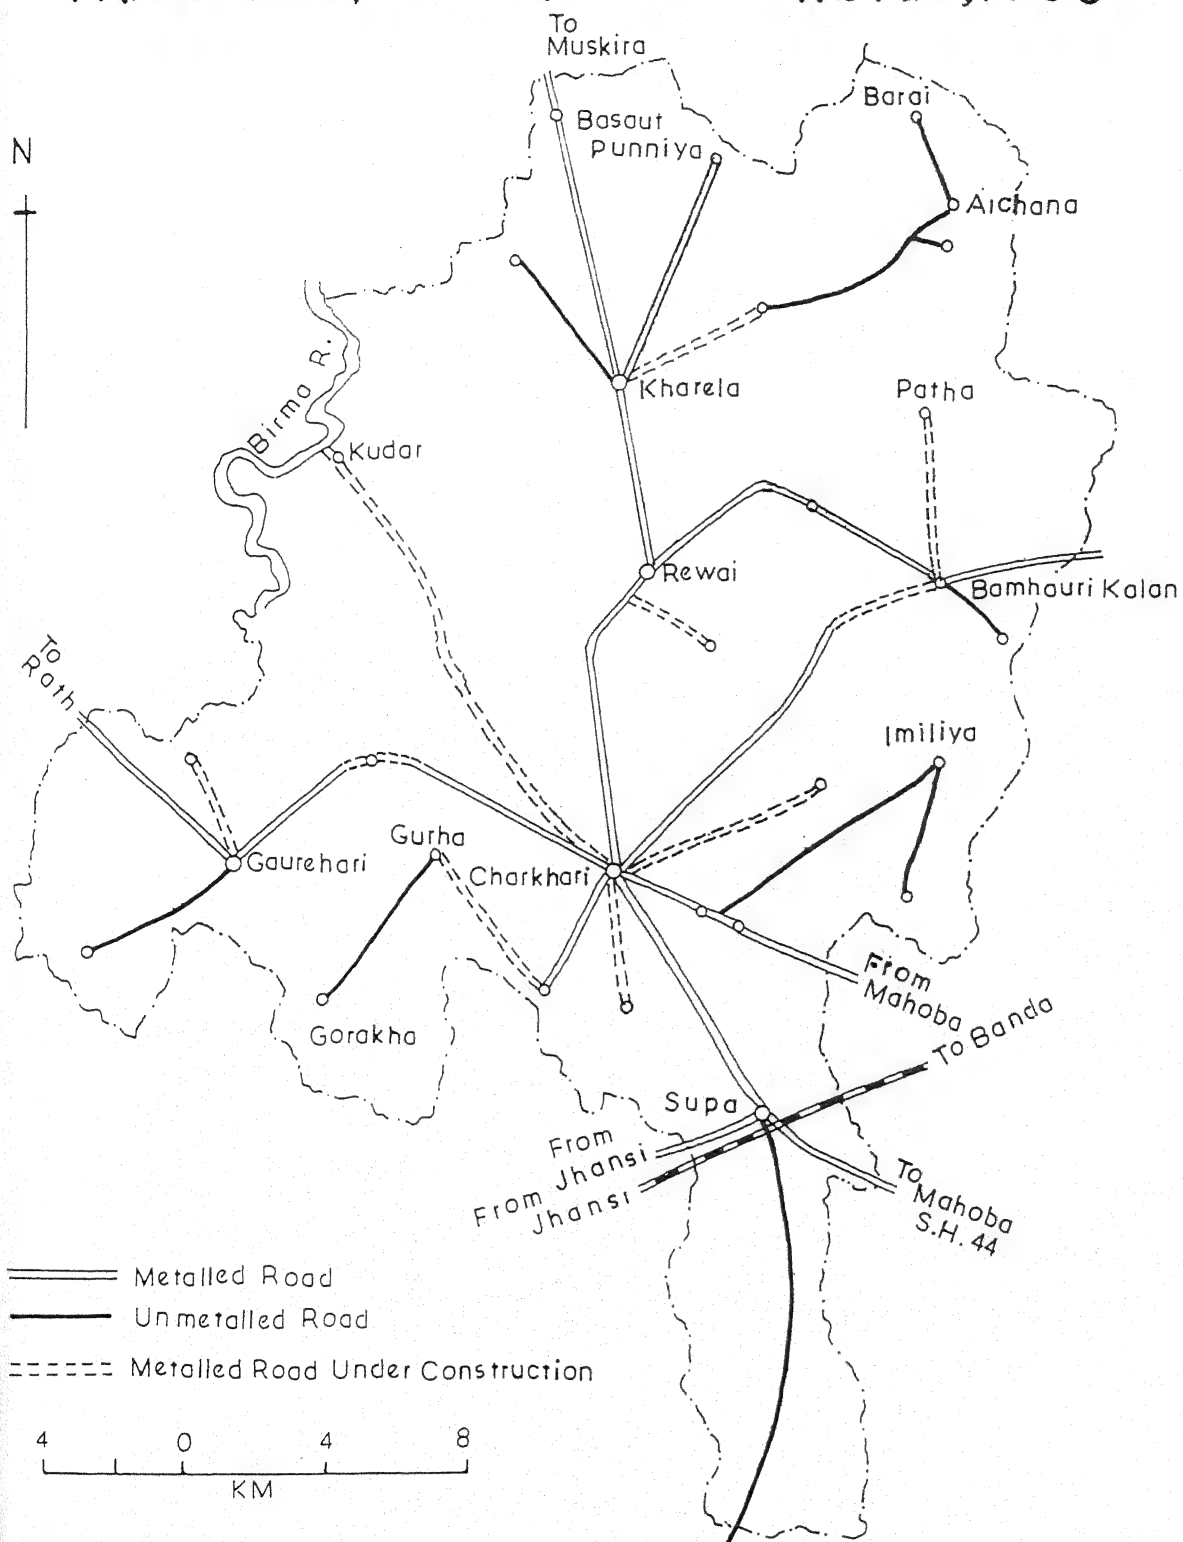 To
Muskira
Barai
Basaut
Punniya
N
Aichana
Birma R.
Kharela
Patha
Kudar
Rewai
Bamhauri Kalan
To
Rath
Imiliya
Gurha
Gaurehari
Charkhari
From
Mahoba
Gorakha
To Banda
Supa
From
Jhansi
From
Jhansi
To
Mahoba
S.H. 44
Metalled Road
Unmetalled Road
Metalled Road Under Construction
4 0 4 8
KM